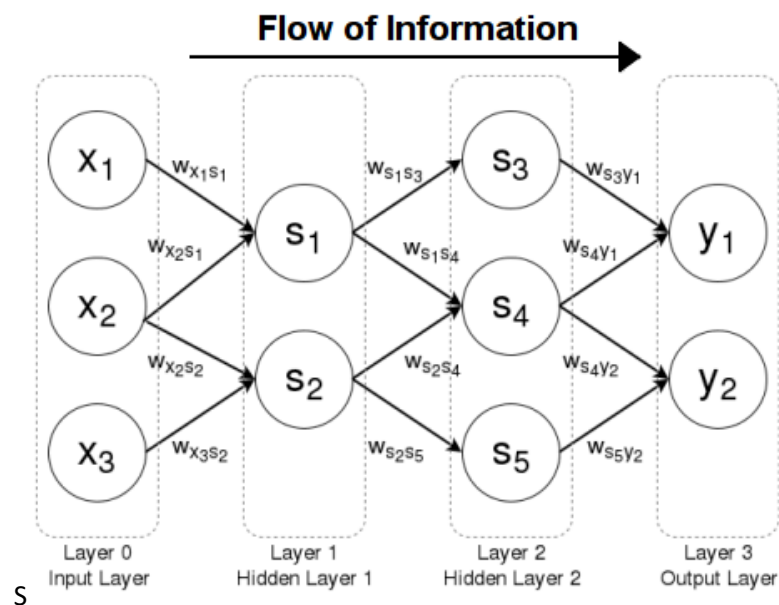 Flow of Information
x1
x2
x3
wx1s1
wx2s1
wx2s2
wx3s2
s1
s2
ws1s3
ws1s4
ws2s4
ws2s5
s3
s4
s5
ws3y1
ws4y1
ws4y2
ws5y2
y1
y2
Layer 0
Input Layer
Layer 1
Hidden Layer 1
Layer 2
Hidden Layer 2
Layer 3
Output Layer
S